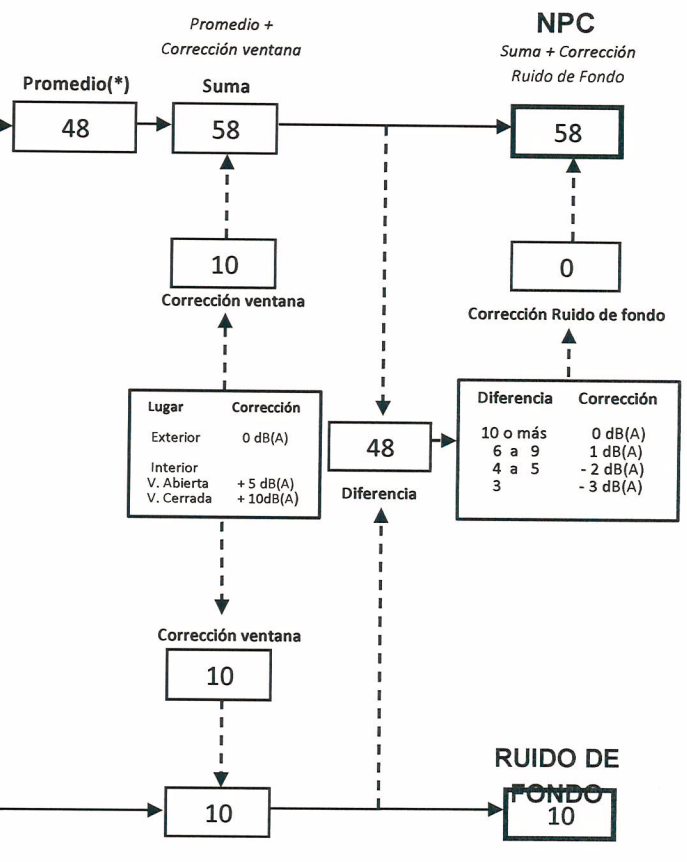 Promedio +
Corrección ventana
NPC
Suma + Corrección
Ruido de Fondo
Promedio(*)
Suma
48
58
58
10
0
Corrección ventana
Corrección Ruido de fondo
Lugar Corrección
Exterior 0 dB(A)
Interior
V. Abierta + 5 dB(A)
V. Cerrada + 10dB(A)
48
Diferencia
Diferencia Corrección
10 o más 0 dB(A)
6 a 9 1 dB(A)
4 a 5 - 2 dB(A)
3 - 3 dB(A)
Corrección ventana
10
RUIDO DE
FONDO
10
10